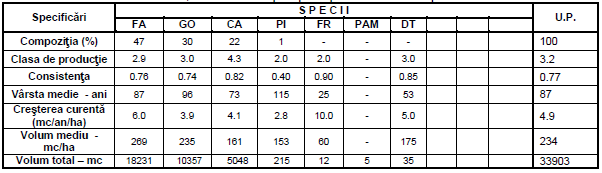 Specificări S P E C I I U.P.
FA GO CA PI FR PAM DT
Compoziţia (%) 47 30 22 1 - - - 100
Clasa de producţie 2.9 3.0 4.3 2.0 2.0 - 3.0 3.2
Consistenţa 0.76 0.74 0.82 0.40 0.90 - 0.85 0.77
Vârsta medie - ani 87 96 73 115 25 - 53 87
Creşterea curentă
(mc/an/ha) 6.0 3.9 4.1 2.8 10.0 - 5.0 4.9
Volum mediu -
mc/ha 269 235 161 153 60 - 175 234
Volum total – mc 18231 10357 5048 215 12 5 35 33903